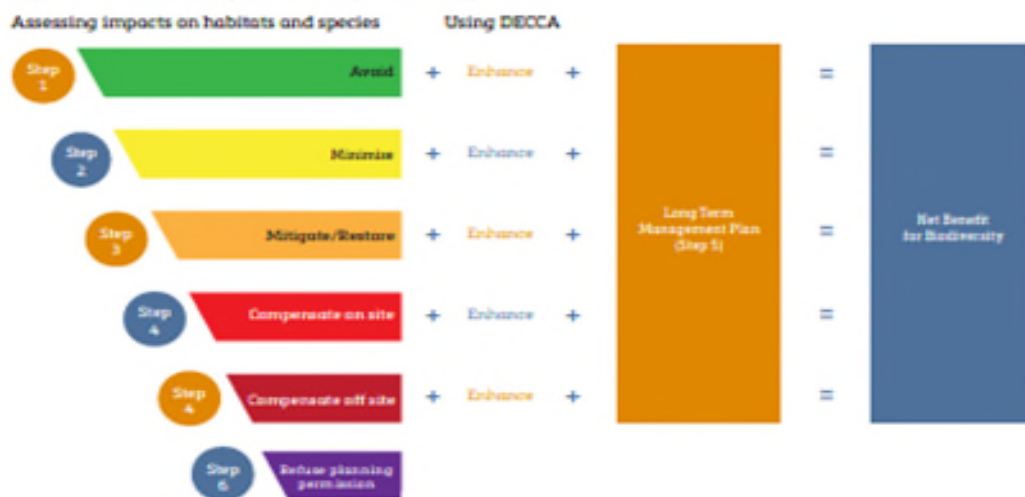 Assessing impacts on habitats and species Using DECCA
Step
1
Avoid + Enhance + =
Step
2
Minimise + Enhance + =
Step
3
Mitigate/Restore + Enhance + =
Long Term
Management Plan
(Step 5)
Net Benefit
for Biodiversity
Step
4
Compensate on site + Enhance + =
Step
4
Compensate off site + Enhance + =
Step
6
Refuse planning
permission